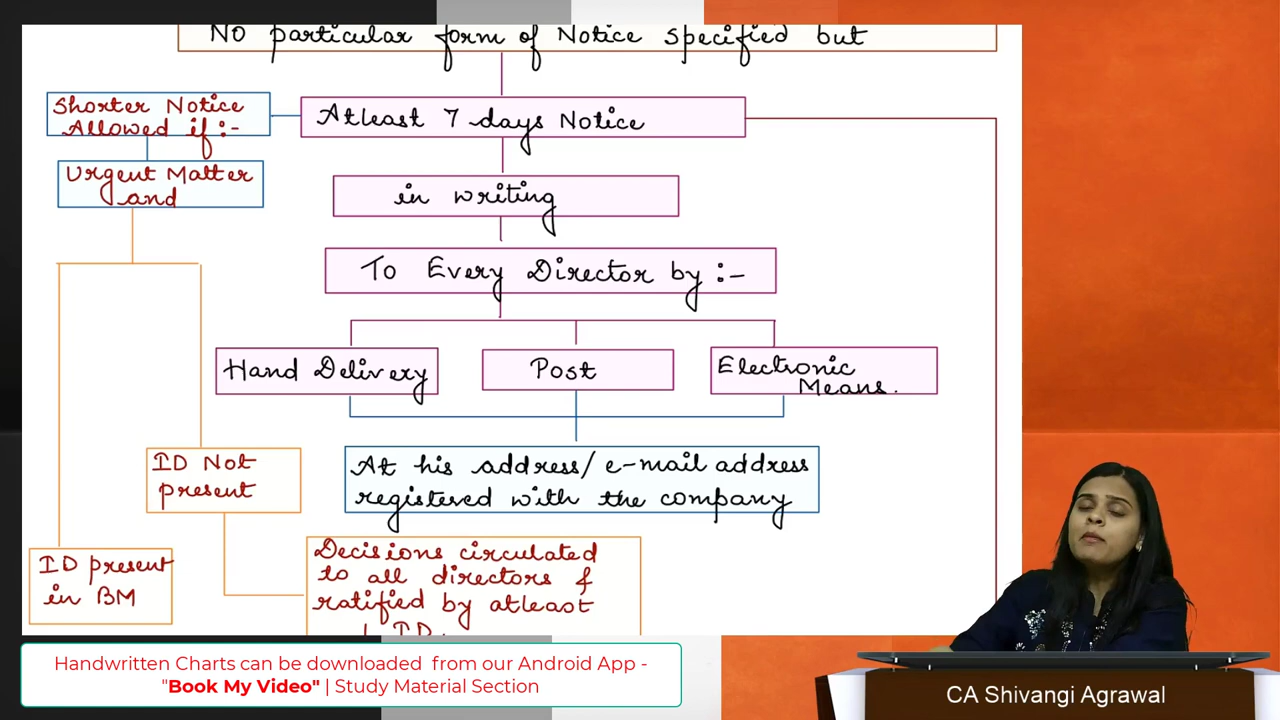 NO particular form of Notice specified but
Shorter Notice
Allowed if:-
Atleast 7 days Notice
Urgent Matter
and
in writing
To Every Director by :-
Hand Delivery
Post
Electronic
Means.
ID Not
present
At his address/ e-mail address
registered with the company
ID present
in BM
Decisions circulated
to all directors &
ratified by atleast
1 ID.
Handwritten Charts can be downloaded from our Android App -
"Book My Video" | Study Material Section
CA Shivangi Agrawal